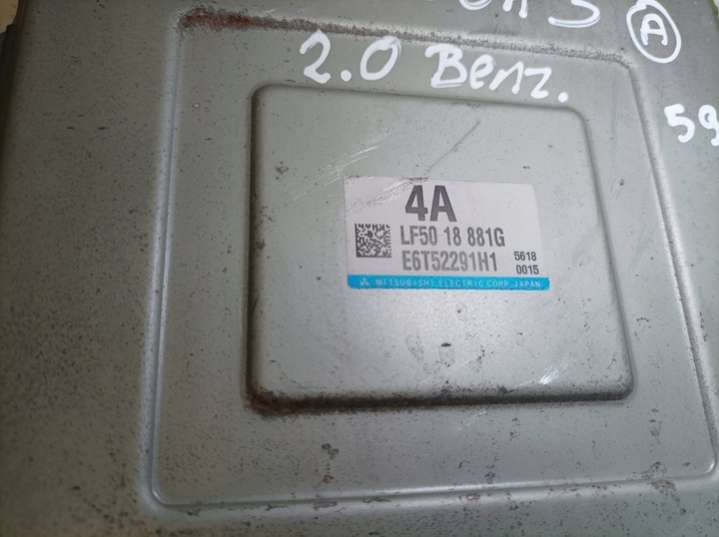 A
2.0 Benz.
59
4A
LF50 18 881G
E6T52291H1
5618
0015
MITSUBISHI ELECTRIC CORP. JAPAN